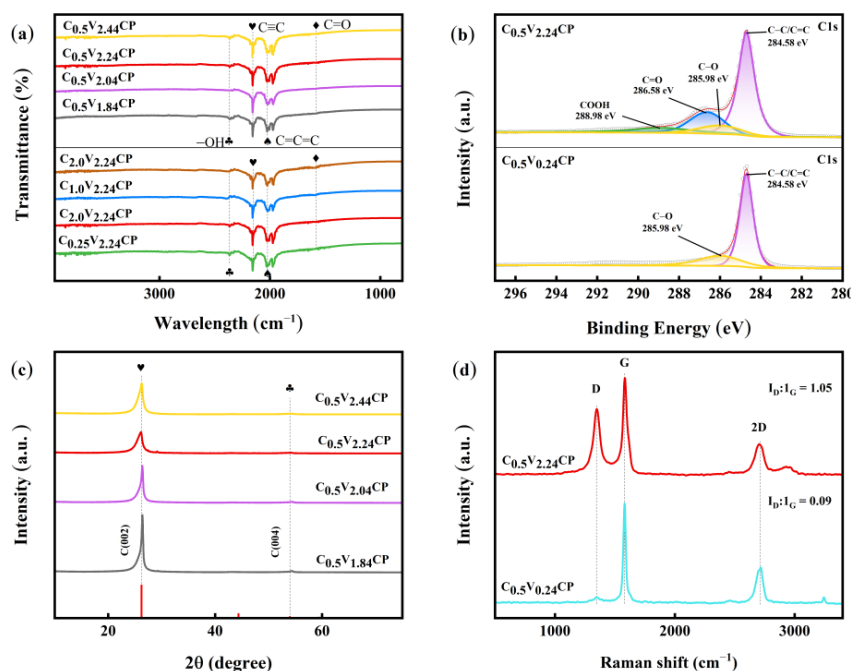 (a)
C0.5V2.44CP
♥ C≡C
♦ C=O
C0.5V2.24CP
C0.5V2.04CP
C0.5V1.84CP
–OH ♣
♠ C=C=C
C2.0V2.24CP
♥
♦
C1.0V2.24CP
C2.0V2.24CP
C0.25V2.24CP
♣
♠
Transmittance (%)
3000 2000 1000
Wavelength (cm⁻¹)
(b)
C0.5V2.24CP
C1s
C–C/C=C
284.58 eV
C–O
285.98 eV
C=O
286.58 eV
COOH
288.98 eV
C0.5V0.24CP
C1s
C–C/C=C
284.58 eV
C–O
285.98 eV
Intensity (a.u.)
296 294 292 290 288 286 284 282 280
Binding Energy (eV)
(c)
♥
♣
C0.5V2.44CP
C0.5V2.24CP
C0.5V2.04CP
C(002)
C(004)
C0.5V1.84CP
Intensity (a.u.)
20 40 60
2θ (degree)
(d)
D
G
ID:1G = 1.05
2D
C0.5V2.24CP
ID:1G = 0.09
C0.5V0.24CP
Intensity (a.u.)
1000 2000 3000
Raman shift (cm⁻¹)